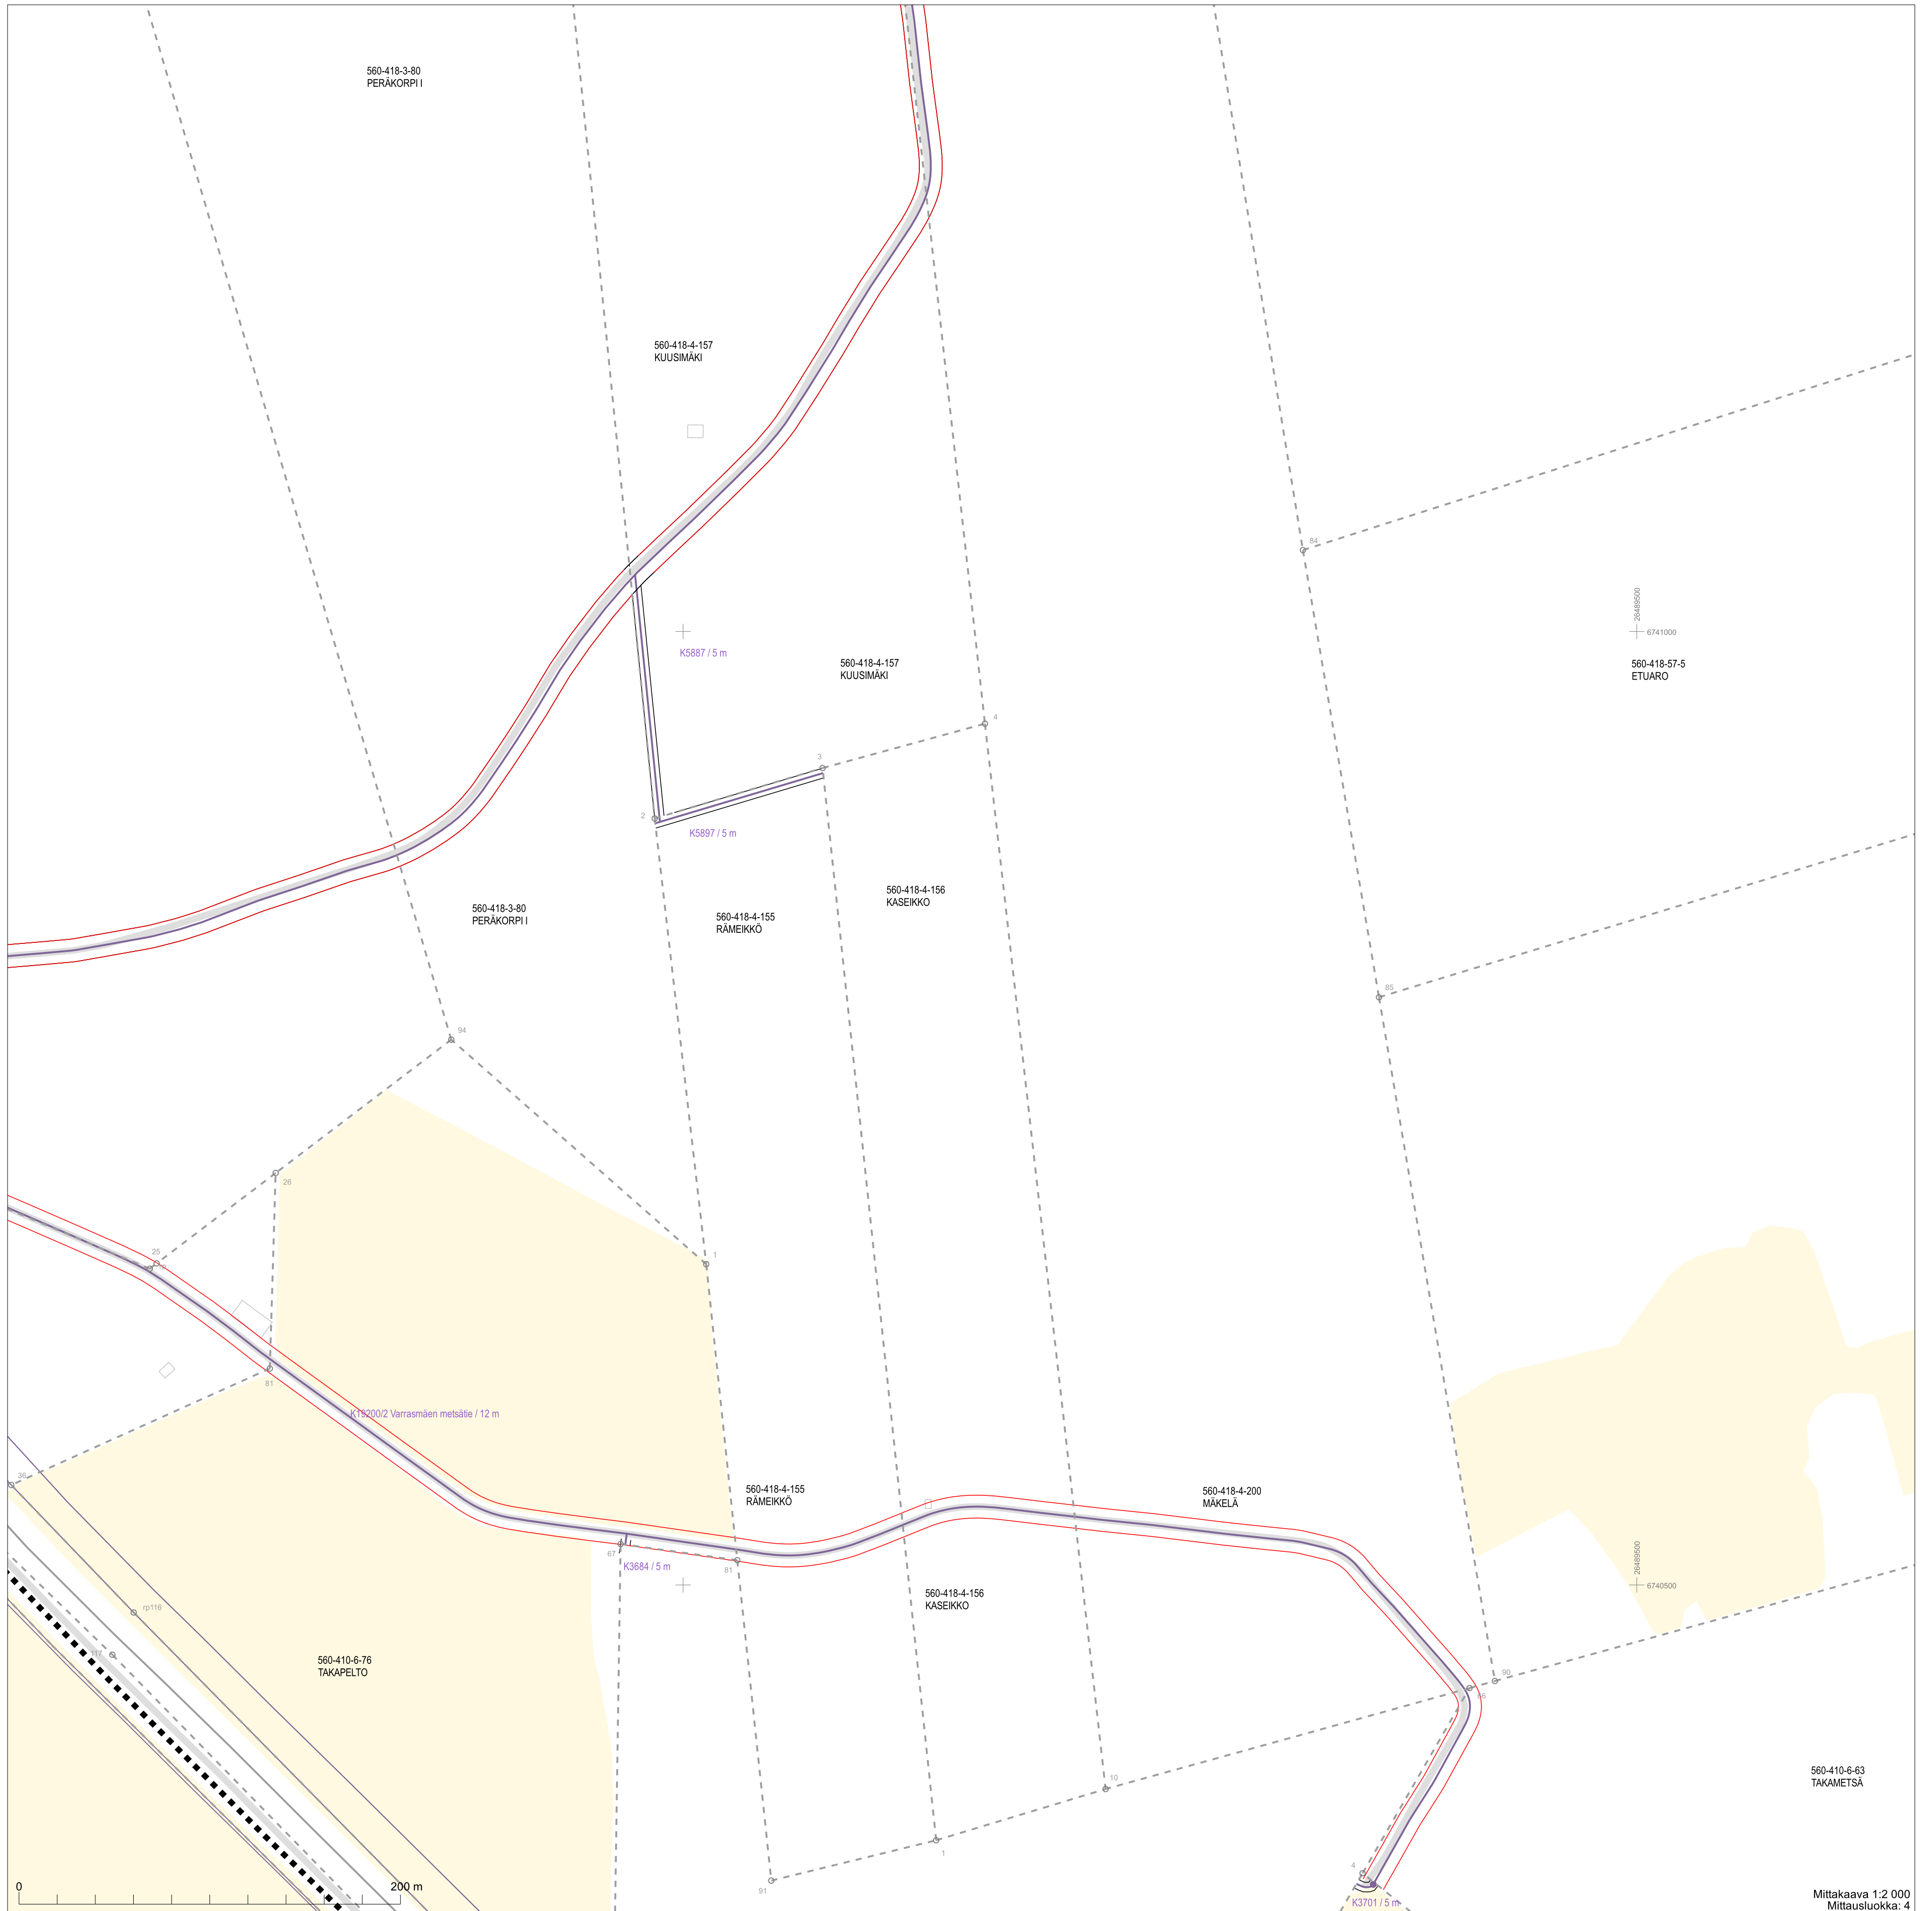 560-418-3-80
PERÄKORPI I
560-418-4-157
KUUSIMÄKI
84
26489500
6741000
K5887 / 5 m
560-418-4-157
KUUSIMÄKI
560-418-57-5
ETUARO
4
3
2
K5897 / 5 m
560-418-4-156
KASEIKKO
560-418-3-80
PERÄKORPI I
560-418-4-155
RÄMEIKKÖ
85
94
26
25
1
81
K19200/2 Varrasmäen metsätie / 12 m
36
560-418-4-155
RÄMEIKKÖ
560-418-4-200
MÄKELÄ
67
K3684 / 5 m
81
26489500
6740500
560-418-4-156
KASEIKKO
rp116
117
560-410-6-76
TAKAPELTO
90
66
10
560-410-6-63
TAKAMETSÄ
1
4
91
0
200 m
K3701 / 5 m
Mittakaava 1:2 000
Mittausluokka: 4